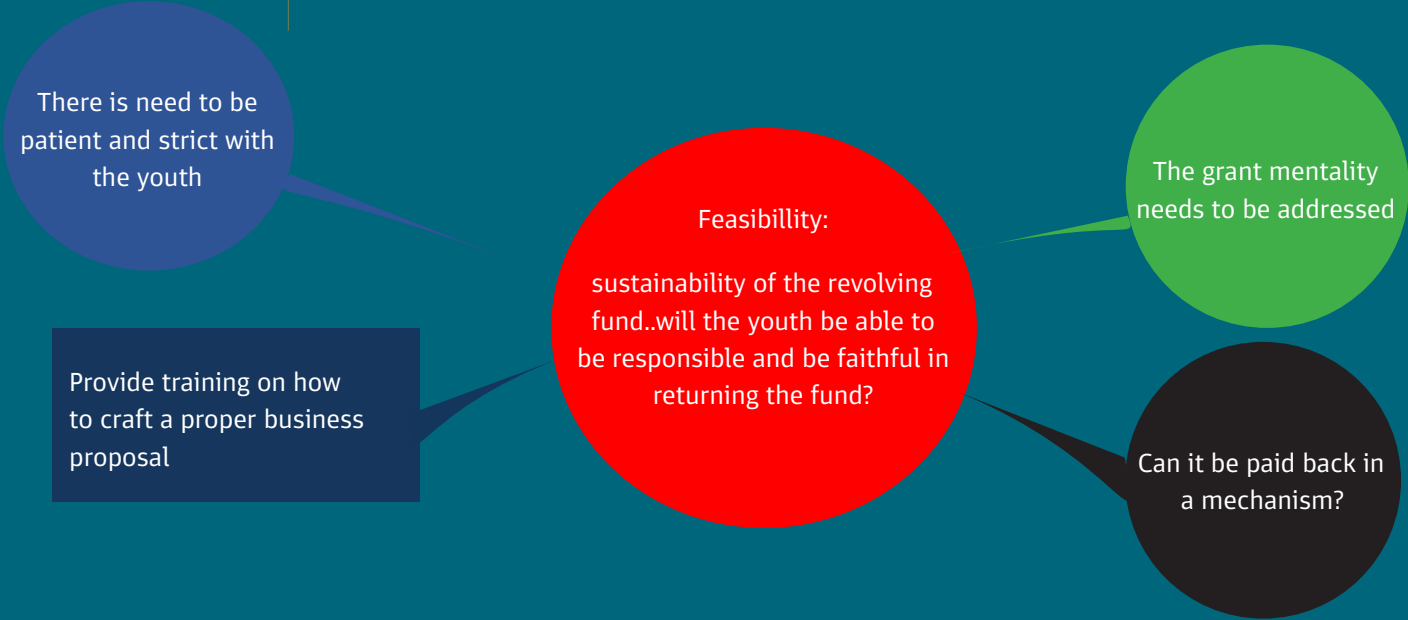 There is need to be
patient and strict with
the youth
Provide training on how
to craft a proper business
proposal
Feasibillity:
sustainability of the revolving
fund..will the youth be able to
be responsible and be faithful in
returning the fund?
The grant mentality
needs to be addressed
Can it be paid back in
a mechanism?